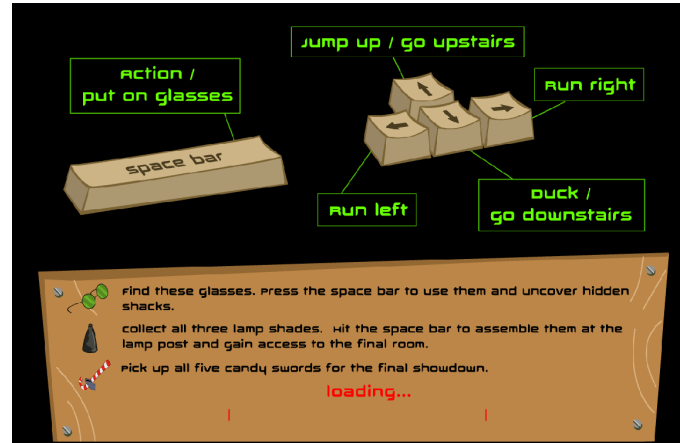 Jump up / go upstairs
Action /
put on glasses
Run right
space bar
Run left
Duck /
go downstairs
Find these glasses. Press the space bar to use them and uncover hidden
shacks.
collect all three lamp shades. Hit the space bar to assemble them at the
lamp post and gain access to the final room.
Pick up all five candy swords for the final showdown.
loading...